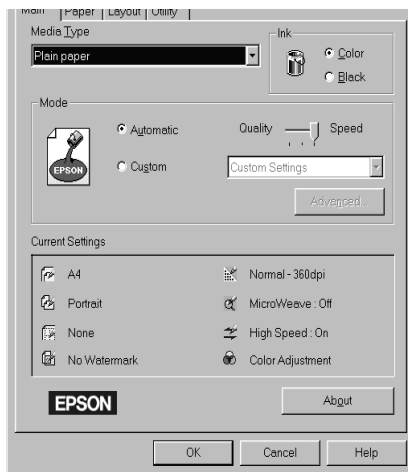 Main Paper Layout Utility
Media Type
Plain paper
Ink
Color
Black
Mode
EPSON
Automatic
Custom
Quality Speed
Custom Settings
Advanced...
Current Settings
A4
Normal - 360dpi
Portrait
MicroWeave : Off
None
High Speed : On
No Watermark
Color Adjustment
EPSON
About
OK Cancel Help